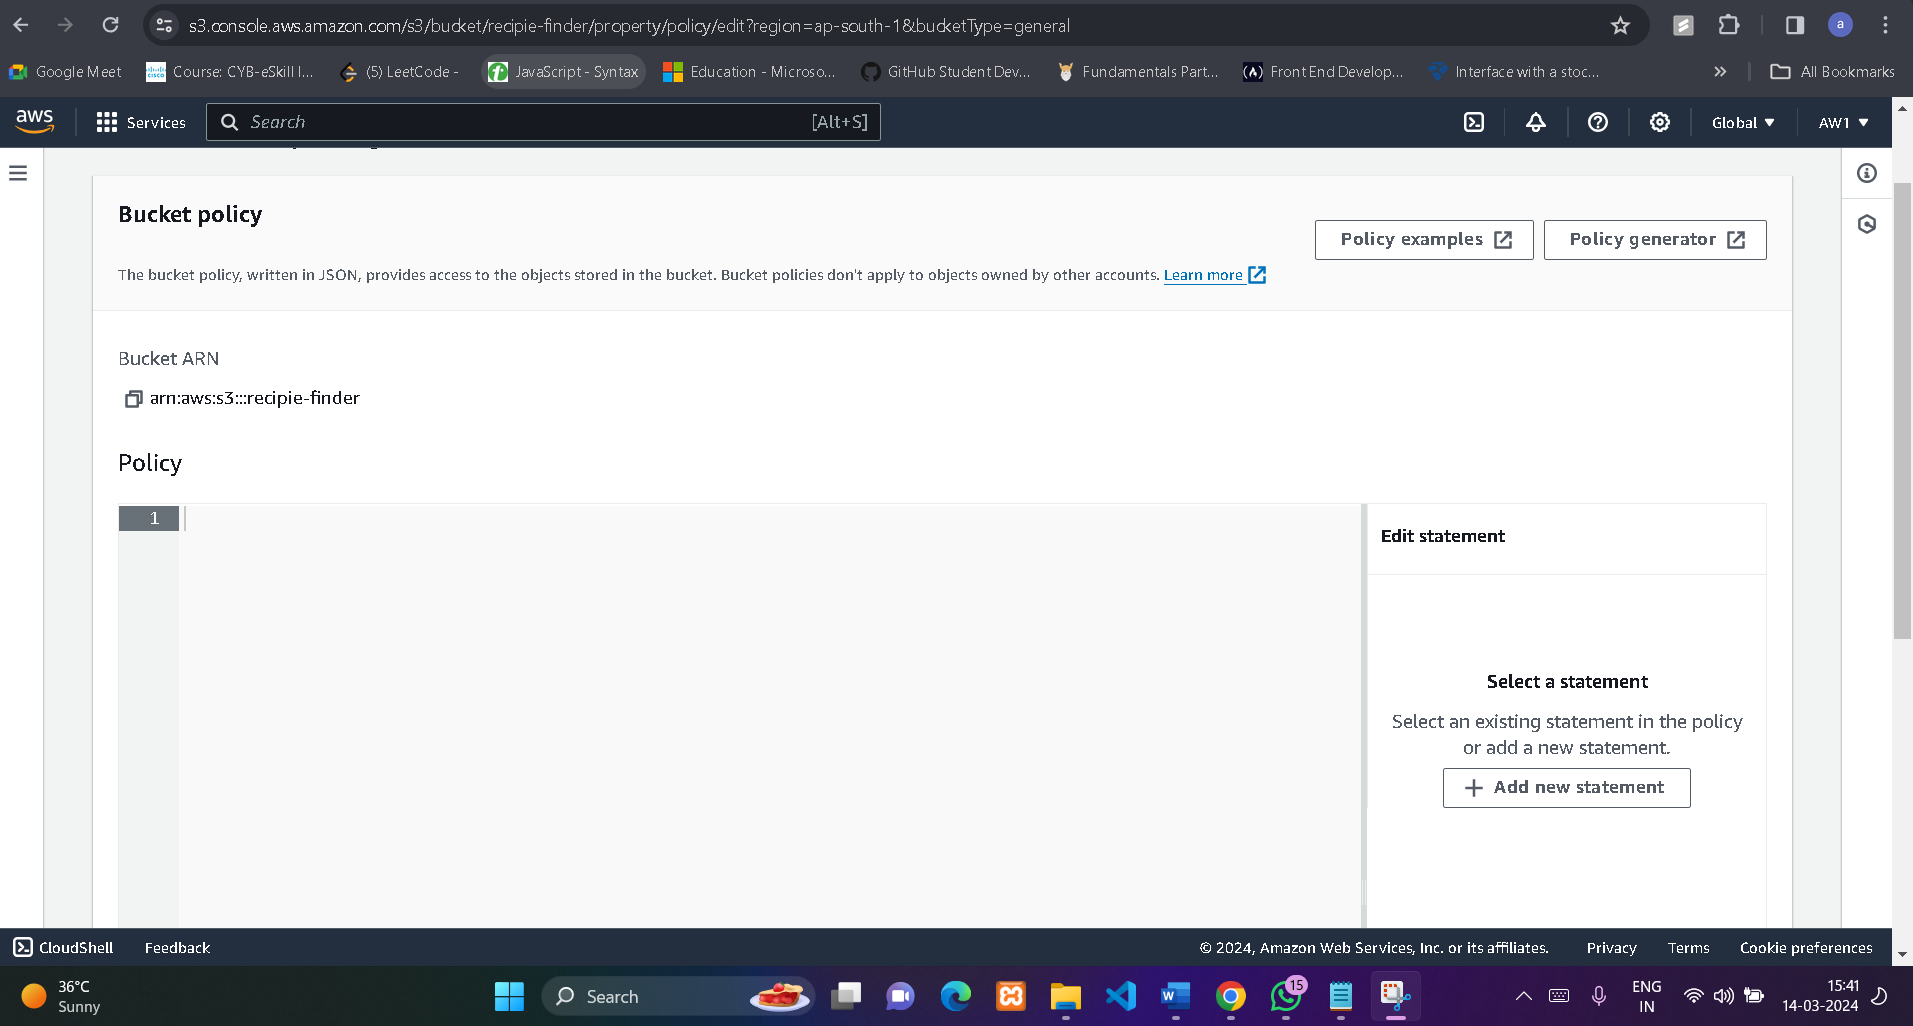 s3.console.aws.amazon.com/s3/bucket/recipie-finder/property/policy/edit?region=ap-south-1&bucketType=general
a
Google Meet
Course: CYB-eSkill I...
(5) LeetCode -
JavaScript - Syntax
Education - Microso...
GitHub Student Dev...
Fundamentals Part...
Front End Develop...
Interface with a stoc...
All Bookmarks
aws
Services
Search
[Alt+S]
Global
AW1
Bucket policy
Policy examples
Policy generator
The bucket policy, written in JSON, provides access to the objects stored in the bucket. Bucket policies don't apply to objects owned by other accounts. Learn more
Bucket ARN
arn:aws:s3:::recipie-finder
Policy
1
Edit statement
Select a statement
Select an existing statement in the policy
or add a new statement.
+ Add new statement
CloudShell
Feedback
© 2024, Amazon Web Services, Inc. or its affiliates.
Privacy
Terms
Cookie preferences
36°C
Sunny
Search
15
ENG
IN
15:41
14-03-2024